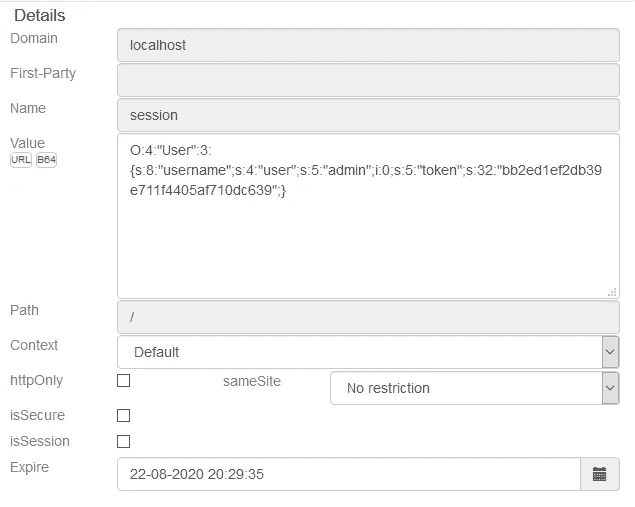 Details
Domain
localhost
First-Party
Name
session
Value
URL B64
O:4:"User":3:
{s:8:"username";s:4:"user";s:5:"admin";i:0;s:5:"token";s:32:"bb2ed1ef2db39
e711f4405af710dc639";}
Path
/
Context
Default
httpOnly
sameSite
No restriction
isSecure
isSession
Expire
22-08-2020 20:29:35